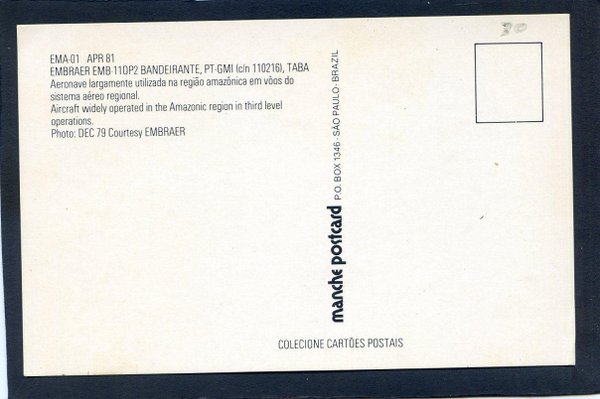 30
EMA-01 APR 81
EMBRAER EMB-110P2 BANDEIRANTE, PT-GMI (c/n 110216), TABA
Aeronave largamente utilizada na região amazônica em vôos do
sistema aéreo regional.
Aircraft widely operated in the Amazonic region in third level
operations.
Photo: DEC 79 Courtesy EMBRAER
manche postcard P.O. BOX 1346 - SÃO PAULO - BRAZIL
COLECIONE CARTÕES POSTAIS